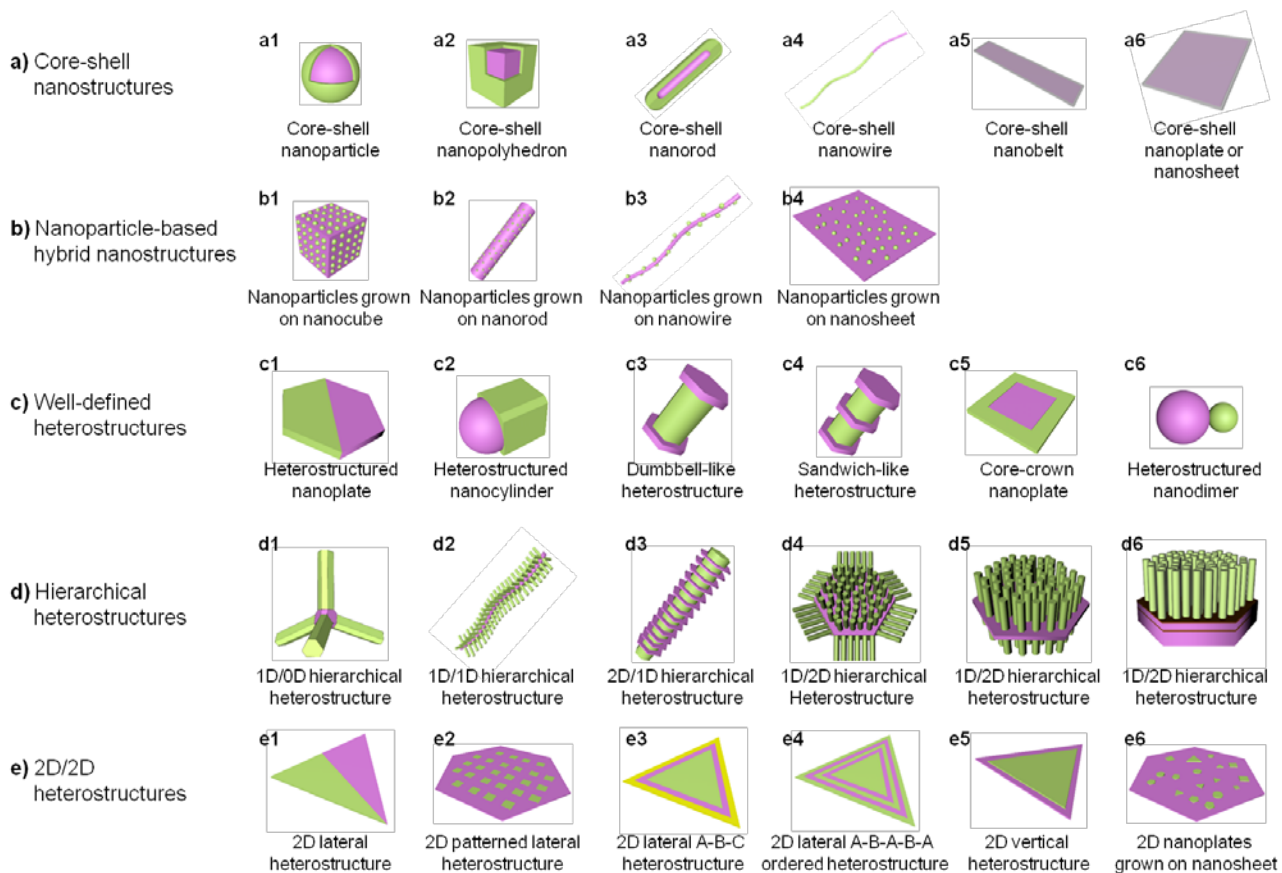 a1 a2 a3 a4 a5 a6
a) Core-shell
nanostructures
Core-shell
nanoparticle
Core-shell
nanopolyhedron
Core-shell
nanorod
Core-shell
nanowire
Core-shell
nanobelt
Core-shell
nanoplate or
nanosheet
b1 b2 b3 b4
b) Nanoparticle-based
hybrid nanostructures
Nanoparticles grown
on nanocube
Nanoparticles grown
on nanorod
Nanoparticles grown
on nanowire
Nanoparticles grown
on nanosheet
c1 c2 c3 c4 c5 c6
c) Well-defined
heterostructures
Heterostructured
nanoplate
Heterostructured
nanocylinder
Dumbbell-like
heterostructure
Sandwich-like
heterostructure
Core-crown
nanoplate
Heterostructured
nanodimer
d1 d2 d3 d4 d5 d6
d) Hierarchical
heterostructures
1D/0D hierarchical
heterostructure
1D/1D hierarchical
heterostructure
2D/1D hierarchical
heterostructure
1D/2D hierarchical
Heterostructure
1D/2D hierarchical
heterostructure
1D/2D hierarchical
heterostructure
e1 e2 e3 e4 e5 e6
e) 2D/2D
heterostructures
2D lateral
heterostructure
2D patterned lateral
heterostructure
2D lateral A-B-C
heterostructure
2D lateral A-B-A-B-A
ordered heterostructure
2D vertical
heterostructure
2D nanoplates
grown on nanosheet